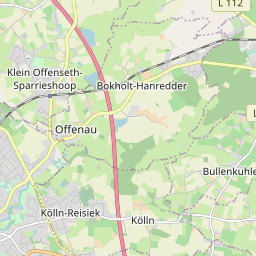 L 112
Klein Offenseth-
Sparrieshoop
Bokholt-Hanredder
L
Offenau
Bullenkuhle
Kölln-Reisiek
Kölln